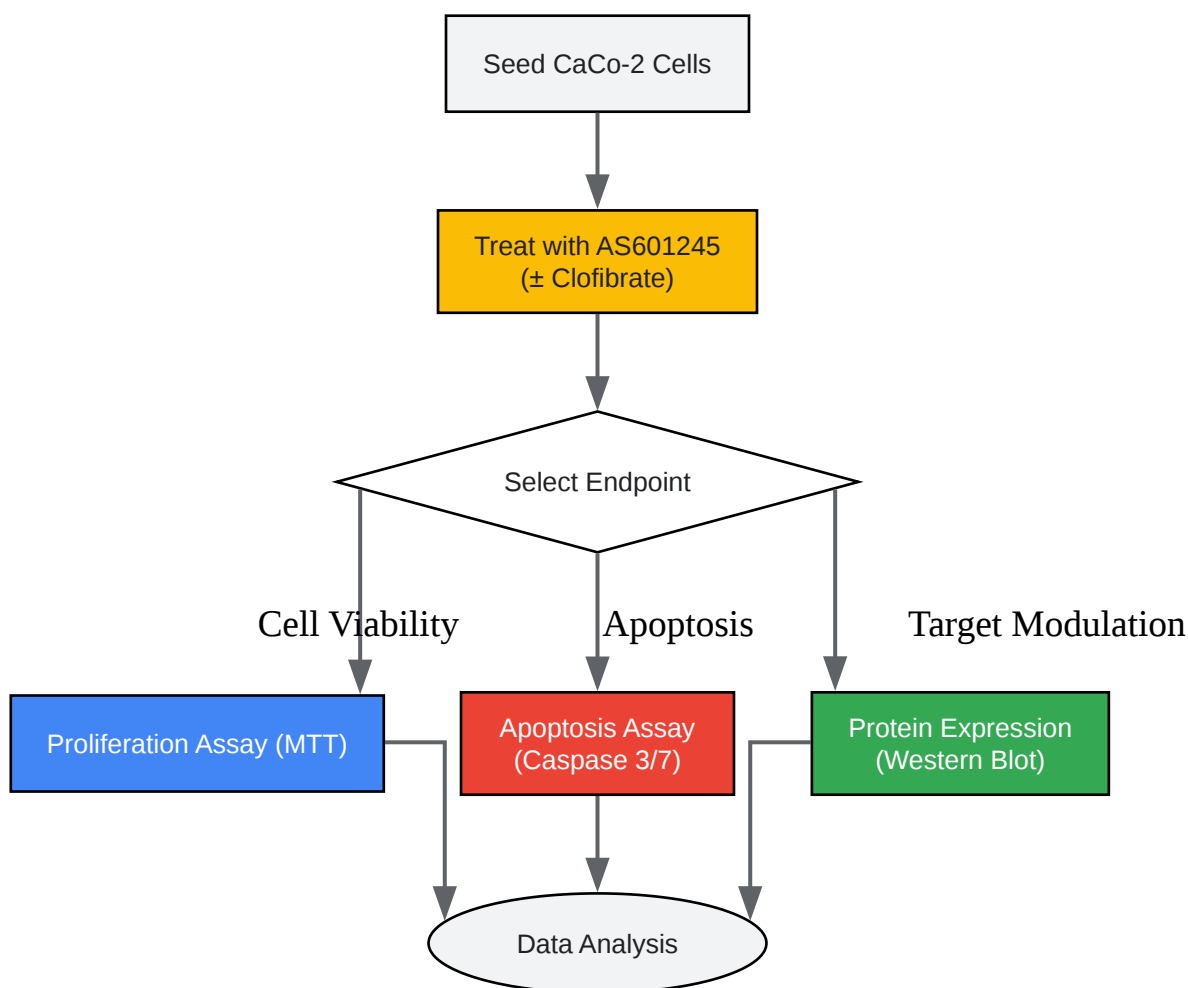 Seed CaCo-2 Cells
Treat with AS601245
(± Clofibrate)
Select Endpoint
Cell Viability
Apoptosis
Target Modulation
Proliferation Assay (MTT)
Apoptosis Assay
(Caspase 3/7)
Protein Expression
(Western Blot)
Data Analysis